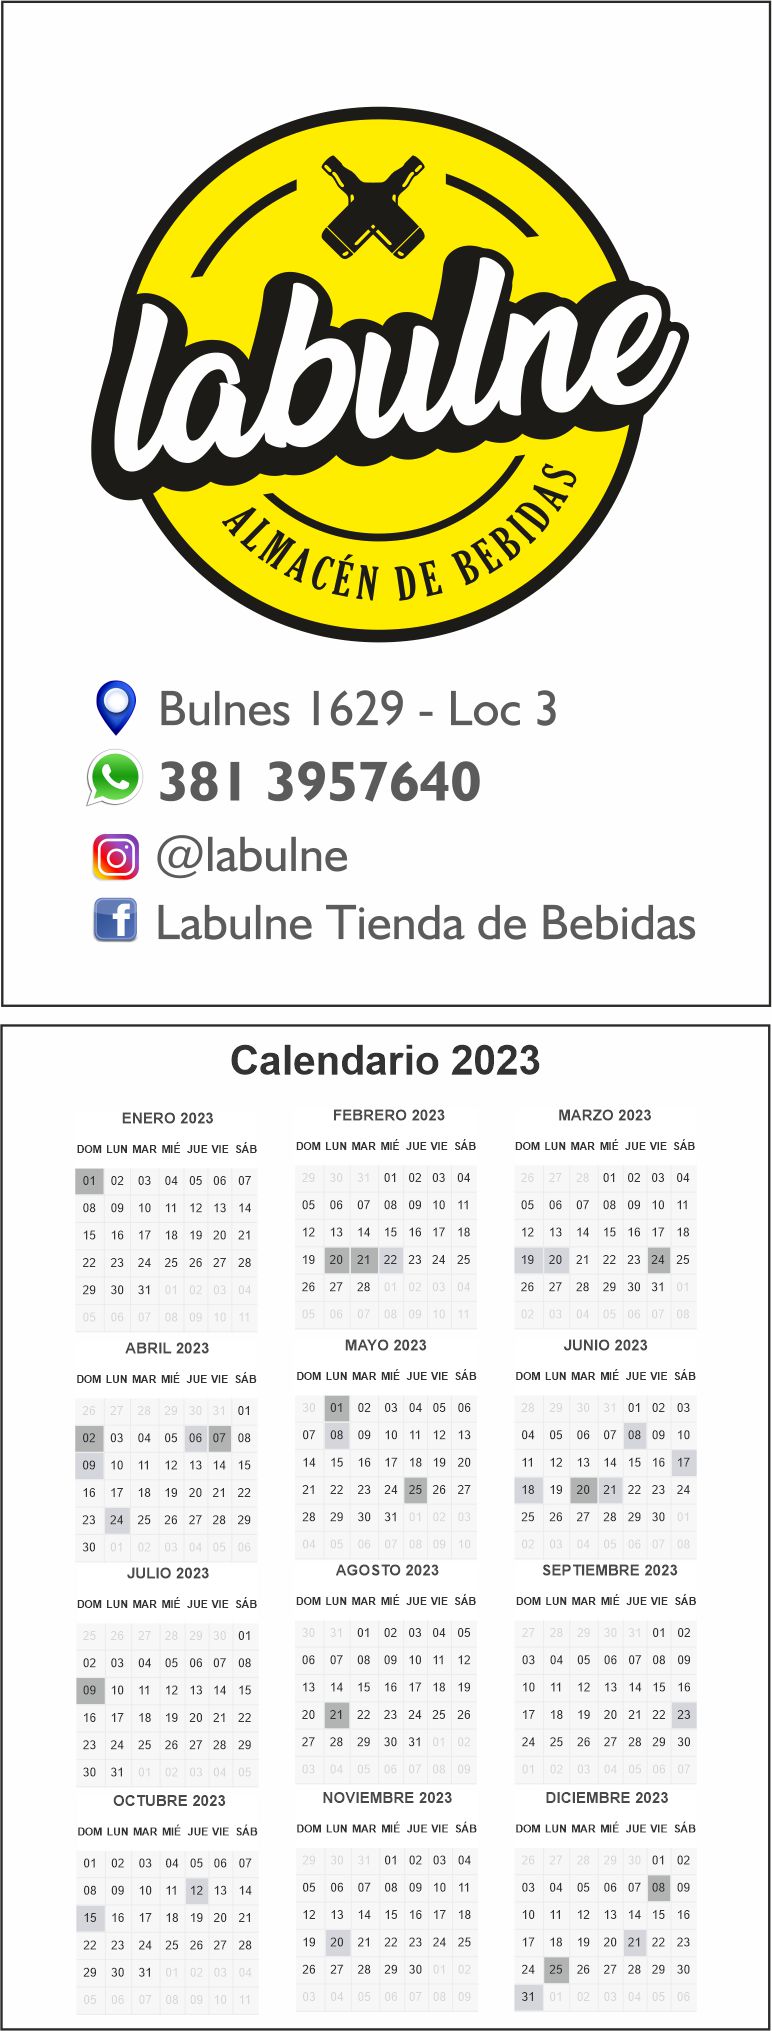 labulne
ALMACÉN DE BEBIDAS
Bulnes 1629 - Loc 3
381 3957640
@labulne
Labulne Tienda de Bebidas
Calendario 2023
ENERO 2023
DOM LUN MAR MIÉ JUE VIE SÁB
01 02 03 04 05 06 07
08 09 10 11 12 13 14
15 16 17 18 19 20 21
22 23 24 25 26 27 28
29 30 31 01 02 03 04
05 06 07 08 09 10 11
FEBRERO 2023
DOM LUN MAR MIÉ JUE VIE SÁB
29 30 31 01 02 03 04
05 06 07 08 09 10 11
12 13 14 15 16 17 18
19 20 21 22 23 24 25
26 27 28 01 02 03 04
05 06 07 08 09 10 11
MARZO 2023
DOM LUN MAR MIÉ JUE VIE SÁB
26 27 28 01 02 03 04
05 06 07 08 09 10 11
12 13 14 15 16 17 18
19 20 21 22 23 24 25
26 27 28 29 30 31 01
02 03 04 05 06 07 08
ABRIL 2023
DOM LUN MAR MIÉ JUE VIE SÁB
26 27 28 29 30 31 01
02 03 04 05 06 07 08
09 10 11 12 13 14 15
16 17 18 19 20 21 22
23 24 25 26 27 28 29
30 01 02 03 04 05 06
MAYO 2023
DOM LUN MAR MIÉ JUE VIE SÁB
30 01 02 03 04 05 06
07 08 09 10 11 12 13
14 15 16 17 18 19 20
21 22 23 24 25 26 27
28 29 30 31 01 02 03
04 05 06 07 08 09 10
JUNIO 2023
DOM LUN MAR MIÉ JUE VIE SÁB
28 29 30 31 01 02 03
04 05 06 07 08 09 10
11 12 13 14 15 16 17
18 19 20 21 22 23 24
25 26 27 28 29 30 01
02 03 04 05 06 07 08
JULIO 2023
DOM LUN MAR MIÉ JUE VIE SÁB
25 26 27 28 29 30 01
02 03 04 05 06 07 08
09 10 11 12 13 14 15
16 17 18 19 20 21 22
23 24 25 26 27 28 29
30 31 01 02 03 04 05
AGOSTO 2023
DOM LUN MAR MIÉ JUE VIE SÁB
30 31 01 02 03 04 05
06 07 08 09 10 11 12
13 14 15 16 17 18 19
20 21 22 23 24 25 26
27 28 29 30 31 01 02
03 04 05 06 07 08 09
SEPTIEMBRE 2023
DOM LUN MAR MIÉ JUE VIE SÁB
27 28 29 30 31 01 02
03 04 05 06 07 08 09
10 11 12 13 14 15 16
17 18 19 20 21 22 23
24 25 26 27 28 29 30
01 02 03 04 05 06 07
OCTUBRE 2023
DOM LUN MAR MIÉ JUE VIE SÁB
01 02 03 04 05 06 07
08 09 10 11 12 13 14
15 16 17 18 19 20 21
22 23 24 25 26 27 28
29 30 31 01 02 03 04
05 06 07 08 09 10 11
NOVIEMBRE 2023
DOM LUN MAR MIÉ JUE VIE SÁB
29 30 31 01 02 03 04
05 06 07 08 09 10 11
12 13 14 15 16 17 18
19 20 21 22 23 24 25
26 27 28 29 30 01 02
03 04 05 06 07 08 09
DICIEMBRE 2023
DOM LUN MAR MIÉ JUE VIE SÁB
26 27 28 29 30 01 02
03 04 05 06 07 08 09
10 11 12 13 14 15 16
17 18 19 20 21 22 23
24 25 26 27 28 29 30
31 01 02 03 04 05 06